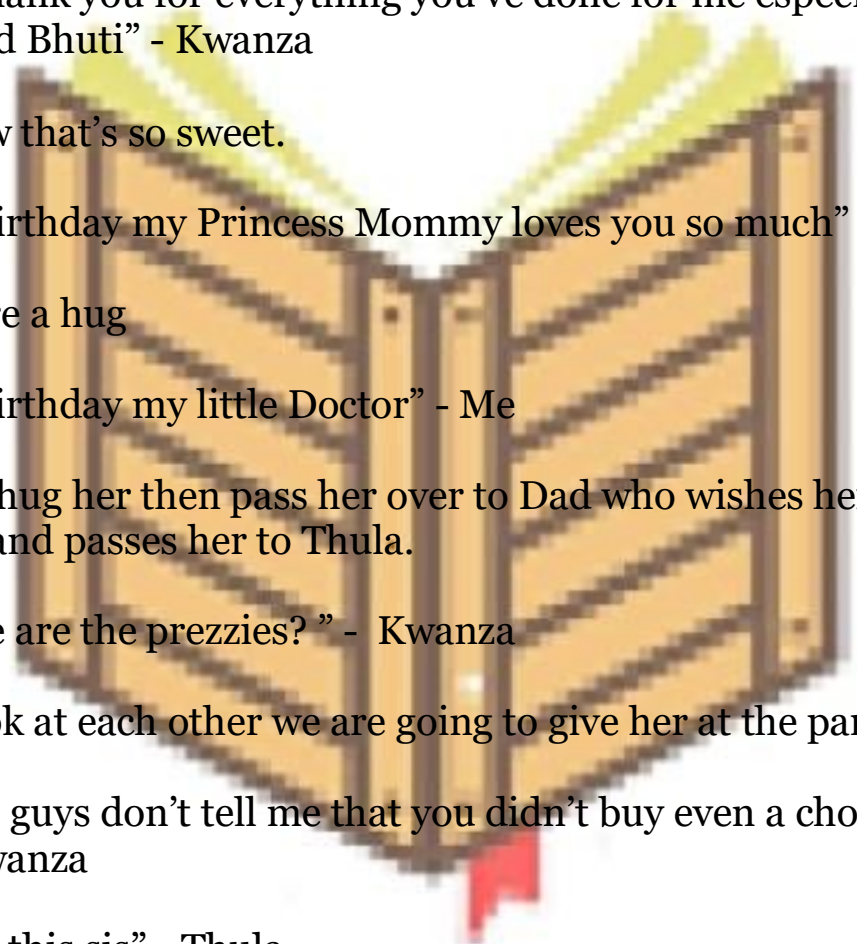 you for everything you've done for me
d Bhuti” - Kwanza
that’s so sweet.
my Princess Mommy loves you so much”
a hug
my little Doctor” - Me
hug her then pass her over to Dad who wishes
and passes her to Thula.
are the prezzies? ” - Kwanza
at each other we are going to give her at the
guys don’t tell me that you didn’t buy even a
this sis” - Thula